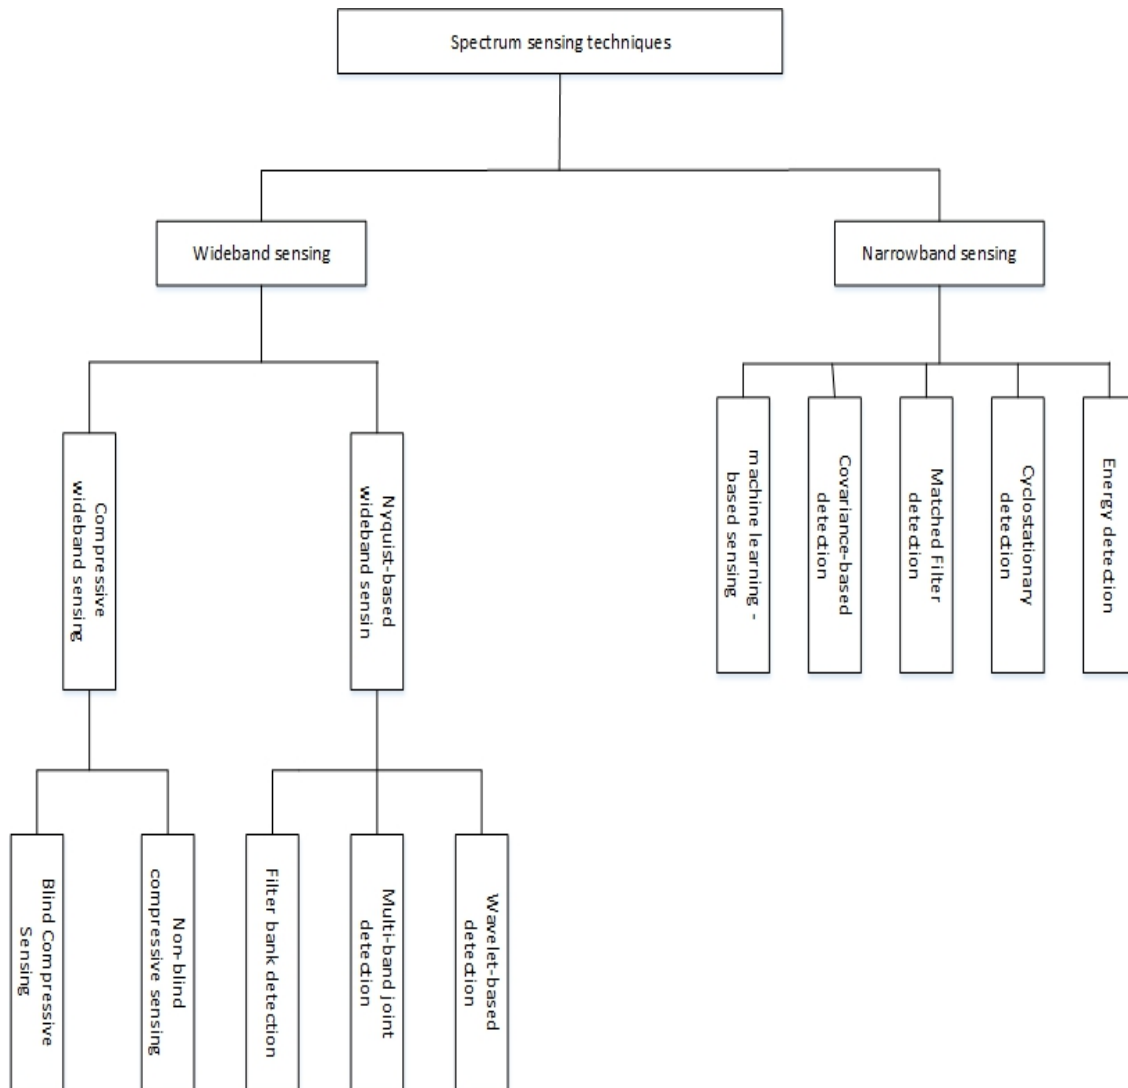 Spectrum sensing techniques
Wideband sensing
Narrowband sensing
Compressive
wideband sensing
Nyquist-based
wideband sensin
machine learning -
based sensing
Covariance-based
detection
Matched Filter
detection
Cyclostationary
detection
Energy detection
Blind Compressive
Sensing
Non-blind
compressive sensing
Filter bank detection
Multi-band joint
detection
Wavelet-based
detection